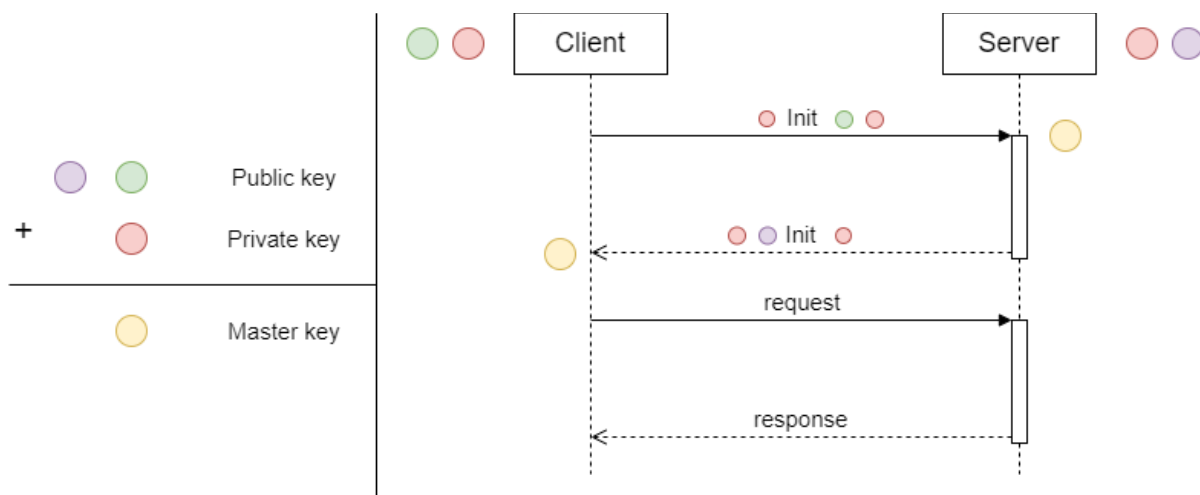 Client
Server
Init
Public key
+
Private key
Init
request
Master key
response